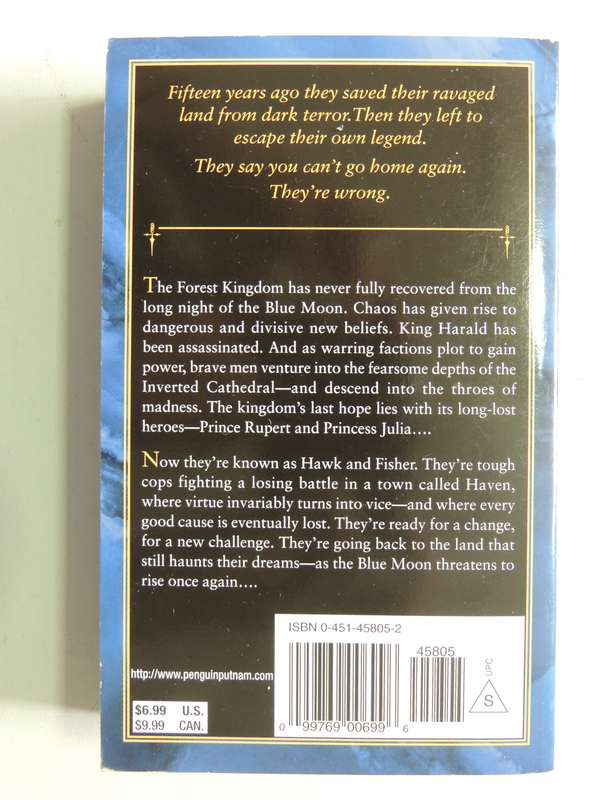 Fifteen years ago they saved their ravaged
land from dark terror.Then they left to
escape their own legend.
They say you can't go home again.
They're wrong.
The Forest Kingdom has never fully recovered from the
long night of the Blue Moon. Chaos has given rise to
dangerous and divisive new beliefs. King Harald has
been assassinated. And as warring factions plot to gain
power, brave men venture into the fearsome depths of the
Inverted Cathedral—and descend into the throes of
madness. The kingdom's last hope lies with its long-lost
heroes—Prince Rupert and Princess Julia....
Now they're known as Hawk and Fisher. They're tough
cops fighting a losing battle in a town called Haven,
where virtue invariably turns into vice—and where every
good cause is eventually lost. They're ready for a change,
for a new challenge. They're going back to the land that
still haunts their dreams—as the Blue Moon threatens to
rise once again....
ISBN 0-451-45805-2
45805
UPC
S
http://www.penguinputnam.com
$6.99 U.S.
$9.99 CAN.
0 99769 00699 6